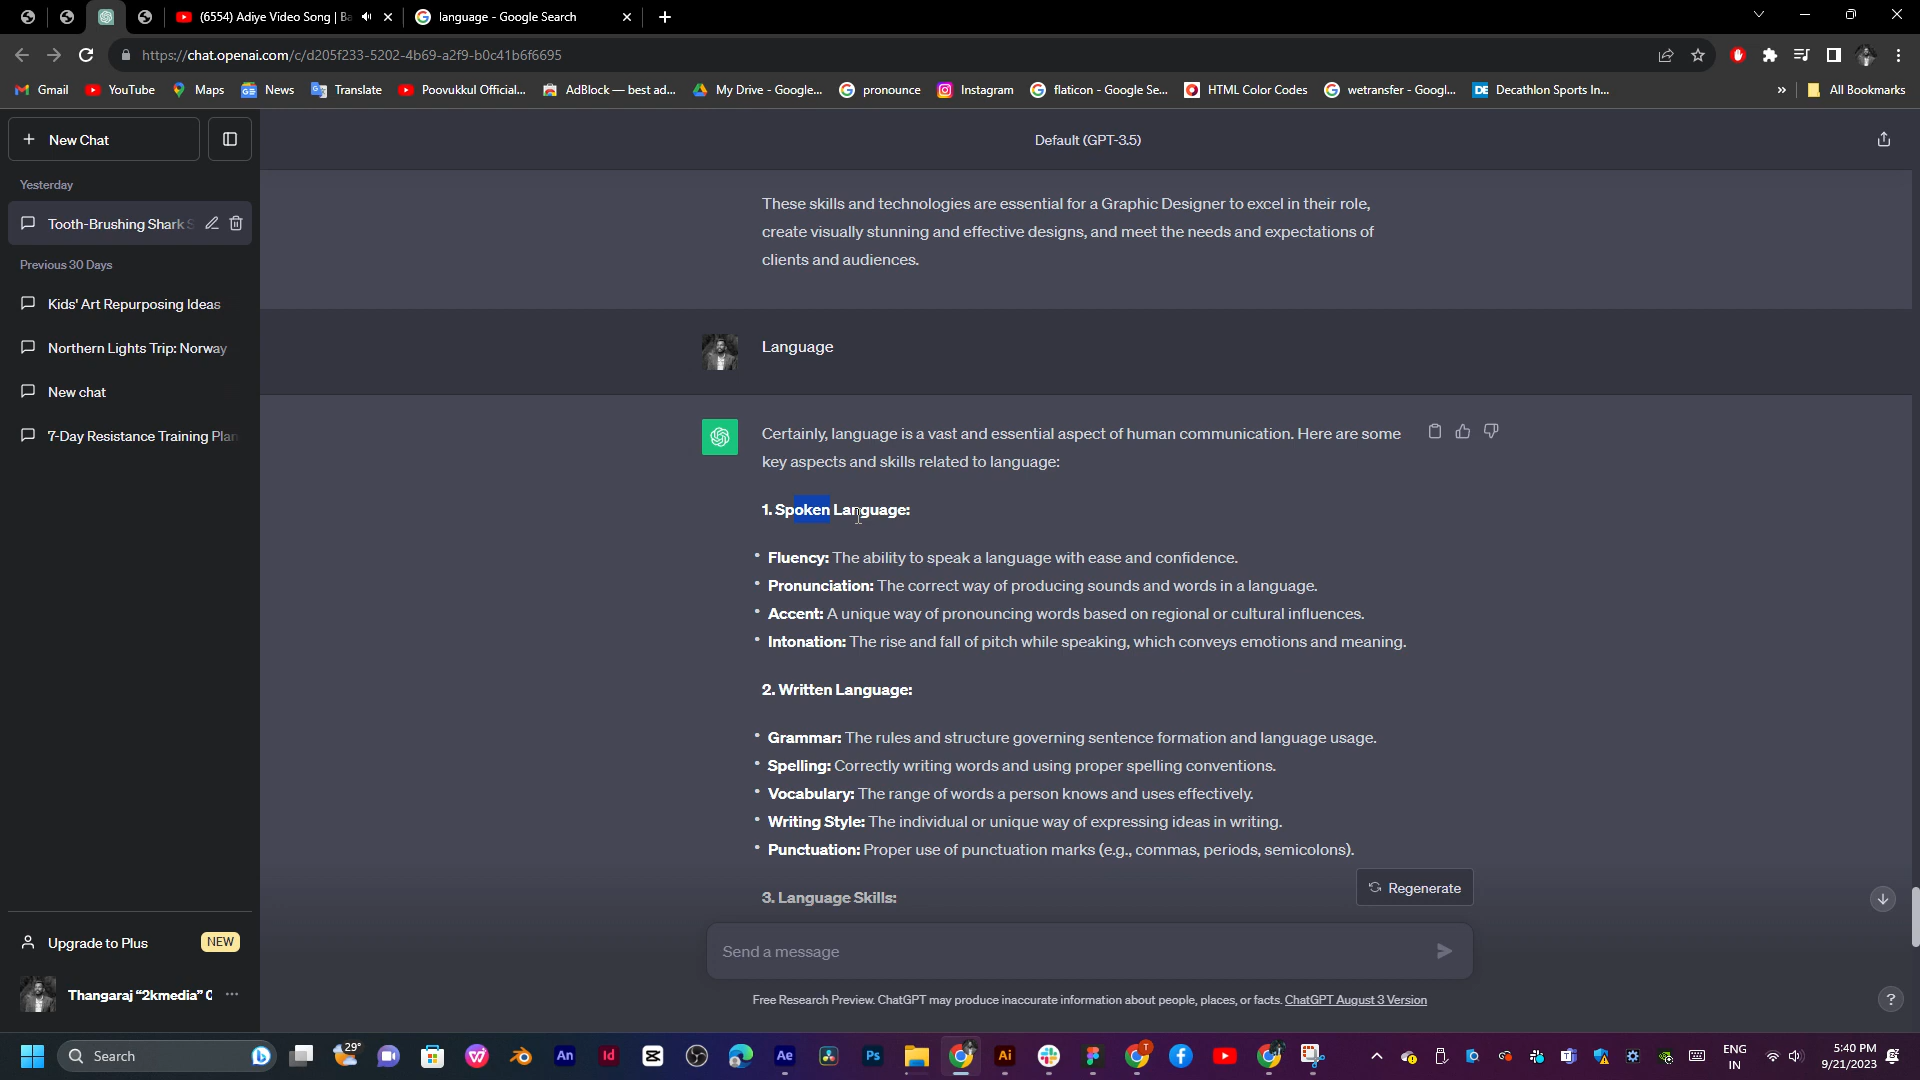 (6554) Adiye Video Song | Ba
language - Google Search
https://chat.openai.com/c/d205f233-5202-4b69-a2f9-b0c41b6f6695
Gmail
YouTube
Maps
News
Translate
Poovukkul Official...
AdBlock — best ad...
My Drive - Google...
pronounce
Instagram
flaticon - Google Se...
HTML Color Codes
wetransfer - Googl...
Decathlon Sports In...
»
All Bookmarks
+ New Chat
Default (GPT-3.5)
Yesterday
Tooth-Brushing Shark S
Previous 30 Days
Kids' Art Repurposing Ideas
Northern Lights Trip: Norway
New chat
7-Day Resistance Training Plan
These skills and technologies are essential for a Graphic Designer to excel in their role,
create visually stunning and effective designs, and meet the needs and expectations of
clients and audiences.
Language
Certainly, language is a vast and essential aspect of human communication. Here are some
key aspects and skills related to language:
1. Spoken Language:
• Fluency: The ability to speak a language with ease and confidence.
• Pronunciation: The correct way of producing sounds and words in a language.
• Accent: A unique way of pronouncing words based on regional or cultural influences.
• Intonation: The rise and fall of pitch while speaking, which conveys emotions and meaning.
2. Written Language:
• Grammar: The rules and structure governing sentence formation and language usage.
• Spelling: Correctly writing words and using proper spelling conventions.
• Vocabulary: The range of words a person knows and uses effectively.
• Writing Style: The individual or unique way of expressing ideas in writing.
• Punctuation: Proper use of punctuation marks (e.g., commas, periods, semicolons).
3. Language Skills:
Regenerate
Send a message
Free Research Preview. ChatGPT may produce inaccurate information about people, places, or facts. ChatGPT August 3 Version
?
Upgrade to Plus
NEW
Thangaraj “2kmedia” 0
...
Search
29°
An
Id
Ae
Ps
Ai
ENG
IN
5:40 PM
9/21/2023